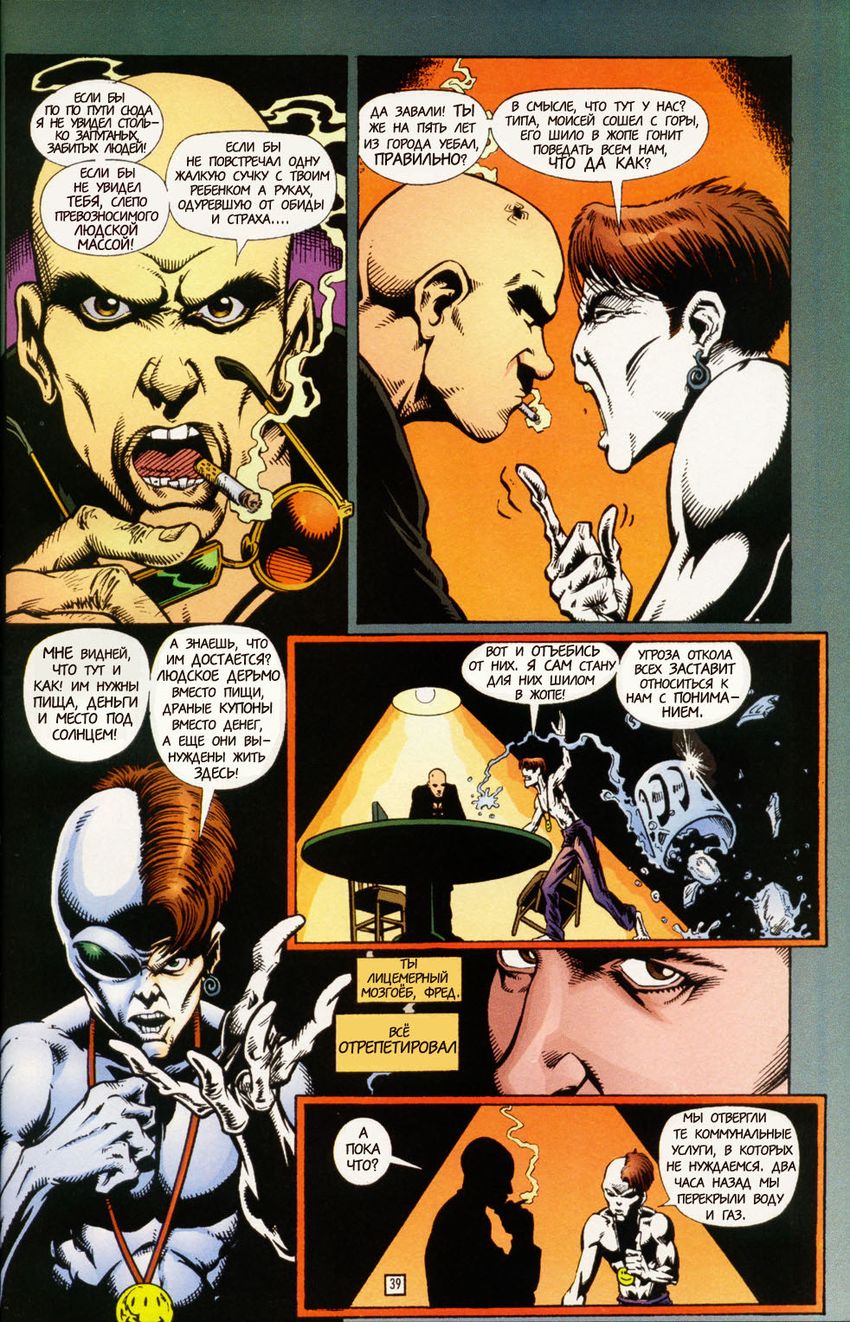 ЕСЛИ БЫ
ПО ПО ПУТИ СЮДА
Я НЕ УВИДЕЛ СТОЛЬ-
КО ЗАПУГАНЫХ,
ЗАБИТЫХ ЛЮДЕЙ!
ЕСЛИ БЫ
НЕ УВИДЕЛ
ТЕБЯ, СЛЕПО
ПРЕВОЗНОСИМОГО
ЛЮДСКОЙ
МАССОЙ!
ЕСЛИ БЫ
НЕ ПОВСТРЕЧАЛ ОДНУ
ЖАЛКУЮ СУЧКУ С ТВОИМ
РЕБЕНКОМ А РУКАХ,
ОДУРЕВШУЮ ОТ ОБИДЫ
И СТРАХА....
ДА ЗАВАЛИ! ТЫ
ЖЕ НА ПЯТЬ ЛЕТ
ИЗ ГОРОДА УЕБАЛ,
ПРАВИЛЬНО?
В СМЫСЛЕ, ЧТО ТУТ У НАС?
ТИПА, МОИСЕЙ СОШЕЛ С ГОРЫ,
ЕГО ШИЛО В ЖОПЕ ГОНИТ
ПОВЕДАТЬ ВСЕМ НАМ,
ЧТО ДА КАК?
МНЕ ВИДНЕЙ,
ЧТО ТУТ И
КАК! ИМ НУЖНЫ
ПИЩА, ДЕНЬГИ
И МЕСТО ПОД
СОЛНЦЕМ!
А ЗНАЕШЬ, ЧТО
ИМ ДОСТАЕТСЯ?
ЛЮДСКОЕ ДЕРЬМО
ВМЕСТО ПИЩИ,
ДРАНЫЕ КУПОНЫ
ВМЕСТО ДЕНЕГ,
А ЕЩЕ ОНИ ВЫ-
НУЖДЕНЫ ЖИТЬ
ЗДЕСЬ!
ВОТ И ОТЪЕБИСЬ
ОТ НИХ. Я САМ СТАНУ
ДЛЯ НИХ ШИЛОМ
В ЖОПЕ!
УГРОЗА ОТКОЛА
ВСЕХ ЗАСТАВИТ
ОТНОСИТЬСЯ К
НАМ С ПОНИМА-
НИЕМ.
ТЫ
ЛИЦЕМЕРНЫЙ
МОЗГОЁБ, ФРЕД.
ВСЁ
ОТРЕПЕТИРОВАЛ
А
ПОКА
ЧТО?
МЫ ОТВЕРГЛИ
ТЕ КОММУНАЛЬНЫЕ
УСЛУГИ, В КОТОРЫХ
НЕ НУЖДАЕМСЯ. ДВА
ЧАСА НАЗАД МЫ
ПЕРЕКРЫЛИ ВОДУ
И ГАЗ.
39